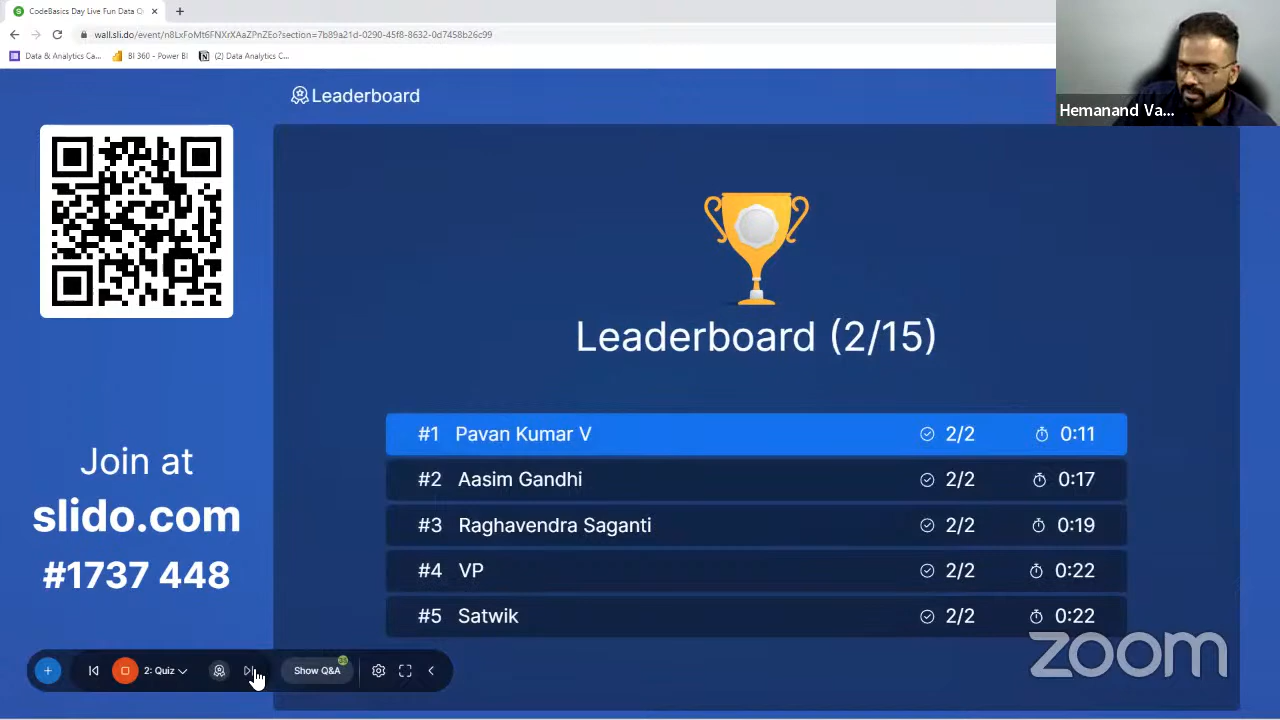 CodeBasics Day Live Fun Data Q
wall.sli.do/event/n8LxFoMt6FNXrXAaZPnZEo?section=7b89a21d-0290-45f8-8632-0d7458b26c99
Data & Analytics Ca...
BI 360 - Power BI
(2) Data Analytics C...
Leaderboard
Hemanand Va...
Leaderboard (2/15)
#1 Pavan Kumar V 2/2 0:11
#2 Aasim Gandhi 2/2 0:17
#3 Raghavendra Saganti 2/2 0:19
#4 VP 2/2 0:22
#5 Satwik 2/2 0:22
Join at
slido.com
#1737 448
2: Quiz
Show Q&A
zoom